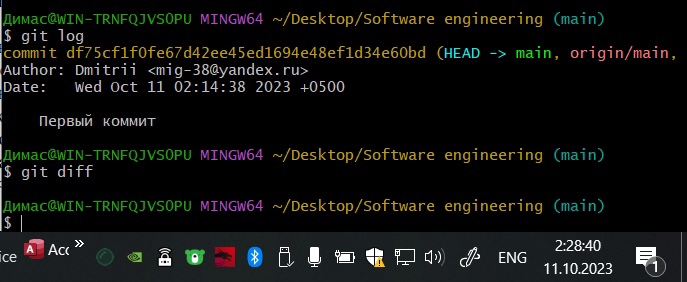 Димас@WIN-TRNFQJVSOPU MINGW64 ~/Desktop/Software engineering (main)
$ git log
commit df75cf1f0fe67d42ee45ed1694e48ef1d34e60bd (HEAD -> main, origin/main,
Author: Dmitrii <mig-38@yandex.ru>
Date:   Wed Oct 11 02:14:38 2023 +0500
Первый коммит
Димас@WIN-TRNFQJVSOPU MINGW64 ~/Desktop/Software engineering (main)
$ git diff
Димас@WIN-TRNFQJVSOPU MINGW64 ~/Desktop/Software engineering (main)
$
ice Acc » ENG 2:28:40
11.10.2023 1